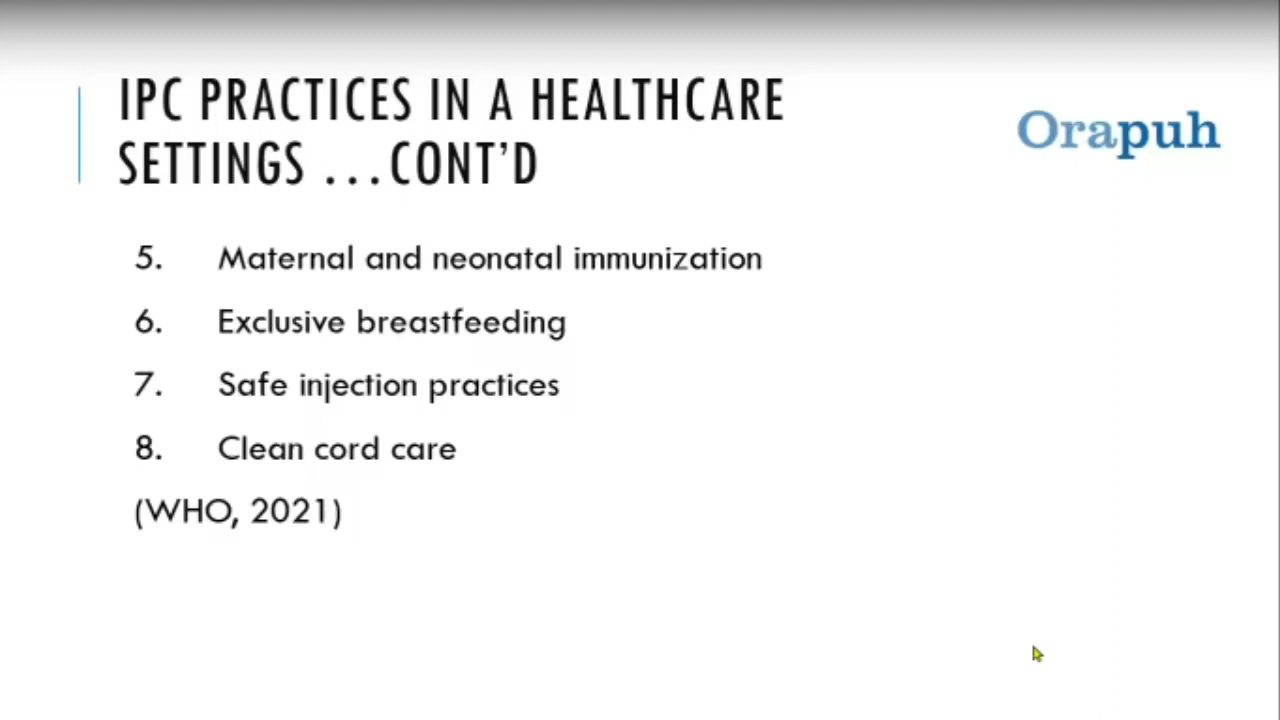 IPC PRACTICES IN A HEALTHCARE
SETTINGS ...CONT'D
Orapuh
5. Maternal and neonatal immunization
6. Exclusive breastfeeding
7. Safe injection practices
8. Clean cord care
(WHO, 2021)